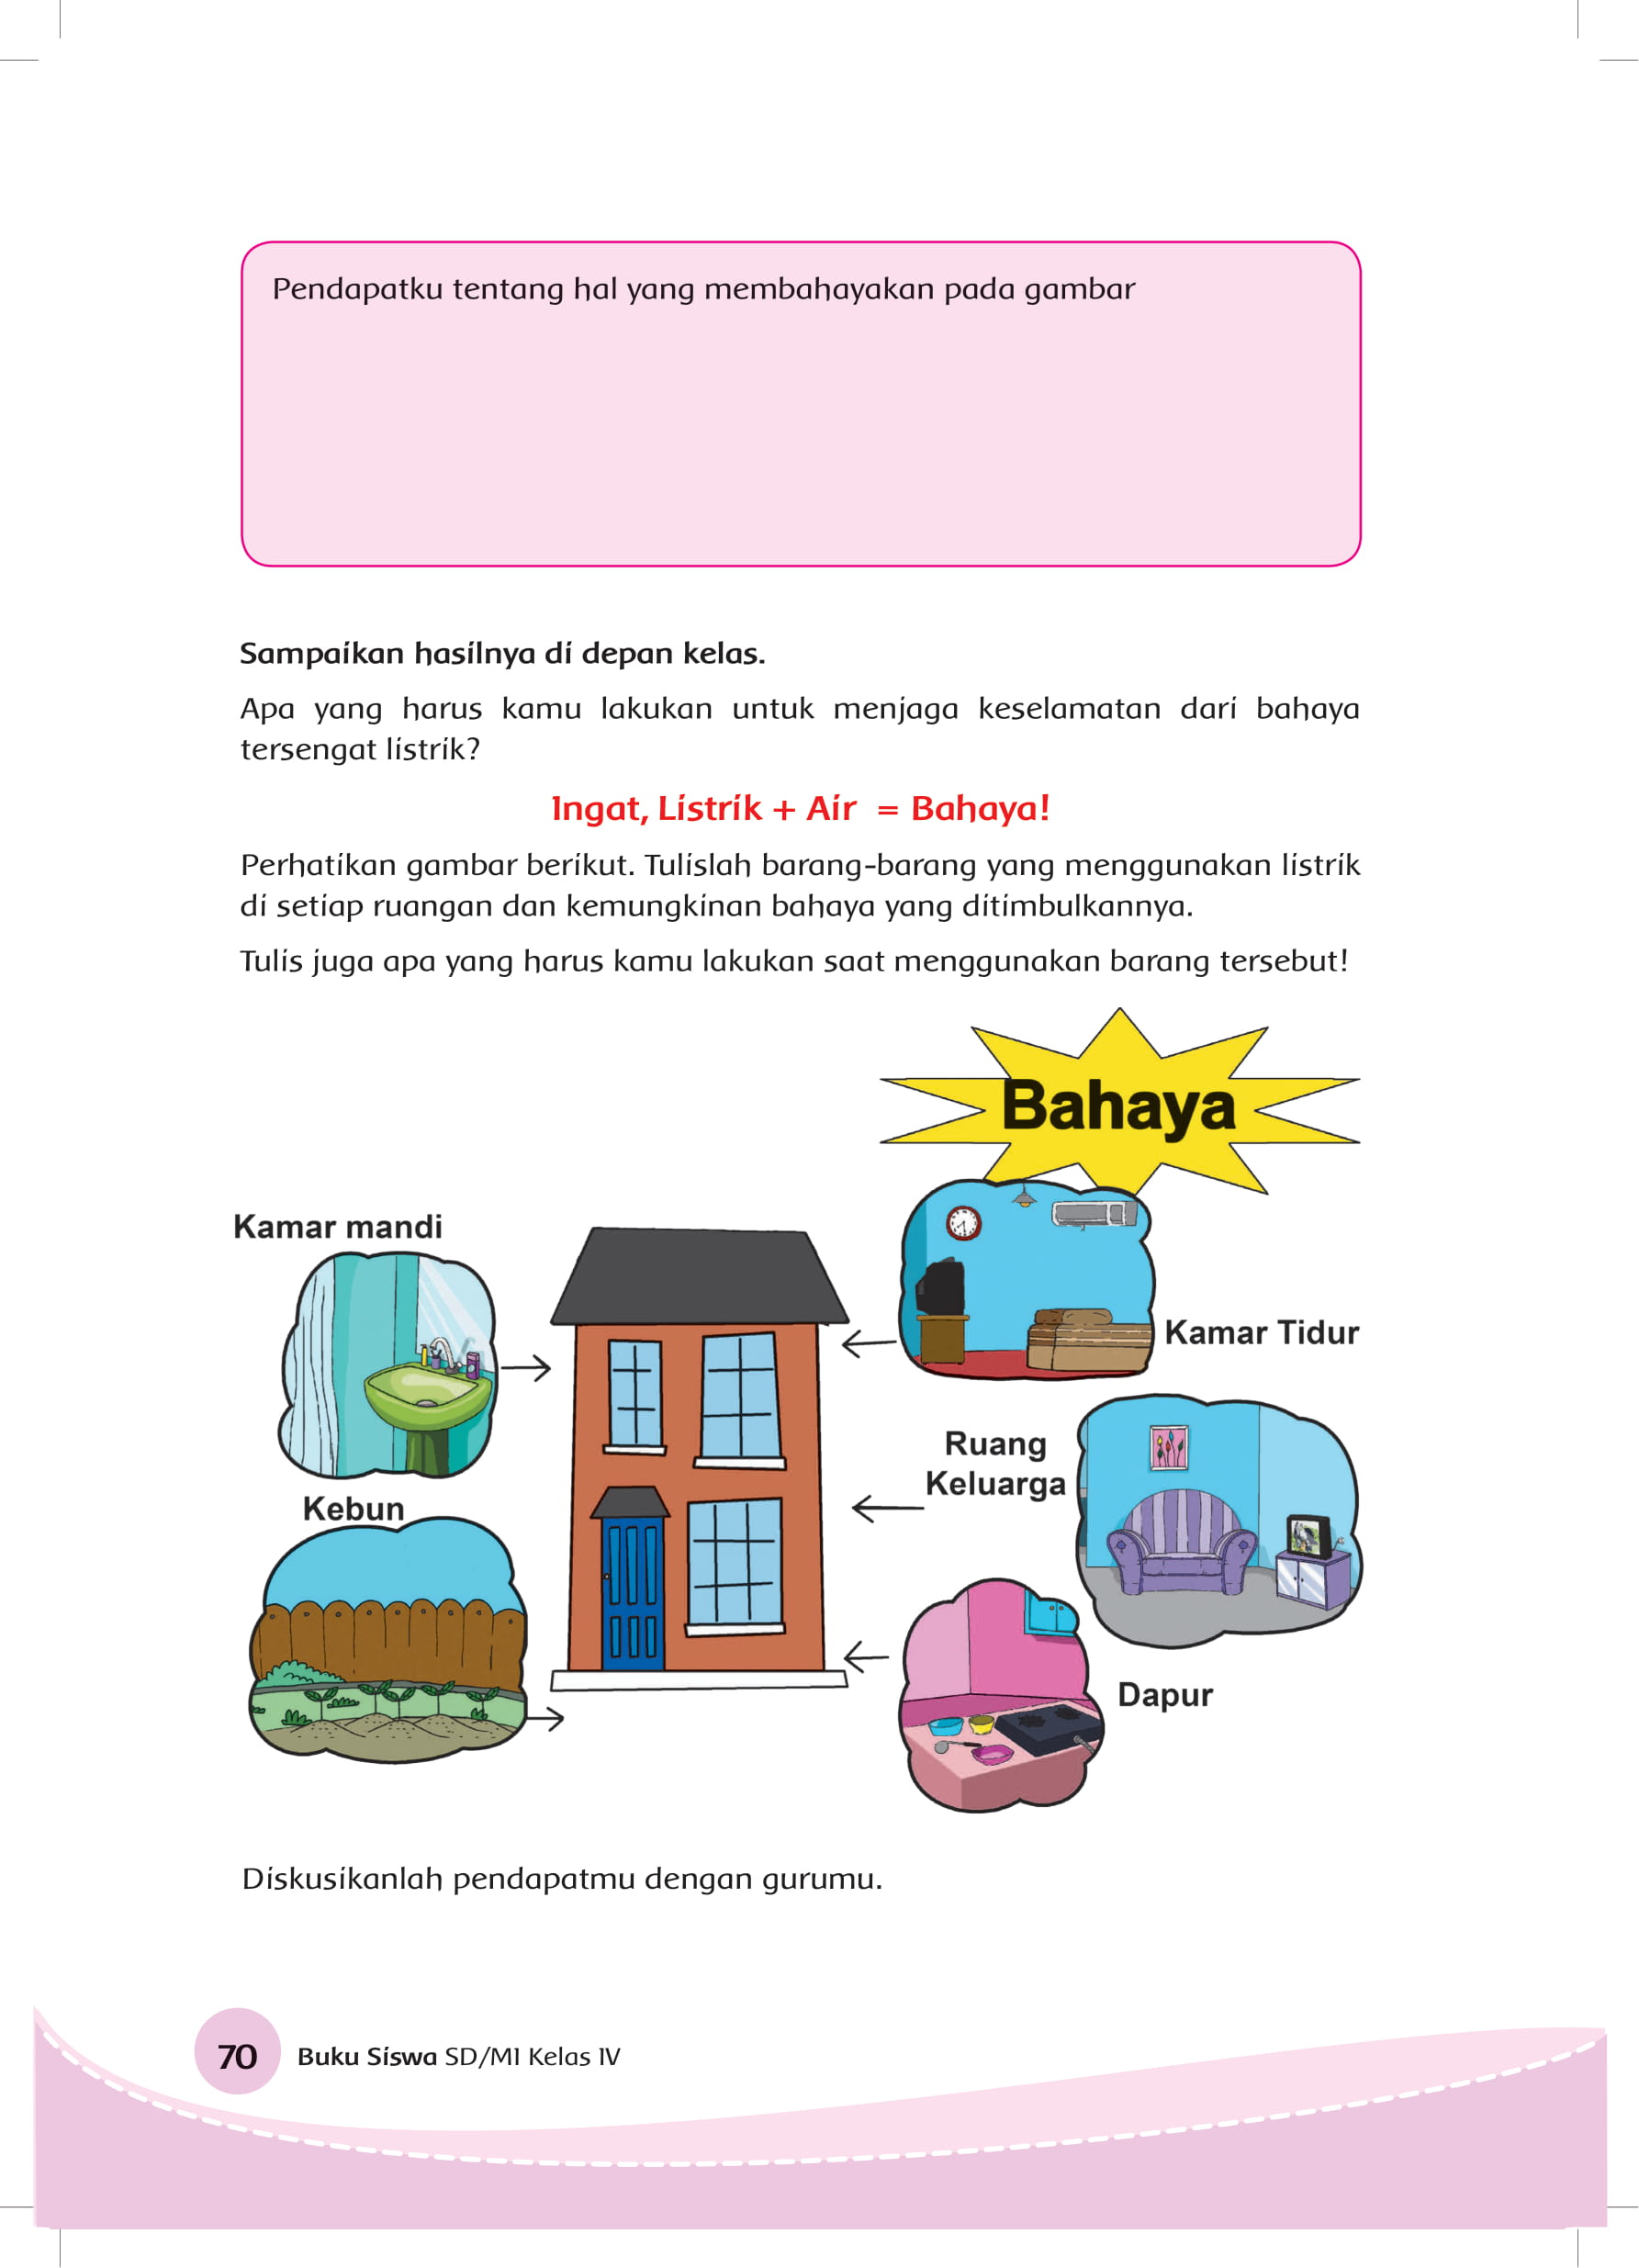 Pendapatku tentang hal yang membahayakan pada gambar
Sampaikan hasilnya di depan kelas.
Apa yang harus kamu lakukan untuk menjaga keselamatan dari bahaya
tersengat listrik?
Ingat, Listrik + Air = Bahaya!
Perhatikan gambar berikut. Tulislah barang-barang yang menggunakan listrik
di setiap ruangan dan kemungkinan bahaya yang ditimbulkannya.
Tulis juga apa yang harus kamu lakukan saat menggunakan barang tersebut!
Bahaya
Kamar mandi
Kamar Tidur
Ruang
Keluarga
Kebun
Dapur
Diskusikanlah pendapatmu dengan gurumu.
70 Buku Siswa SD/MI Kelas IV